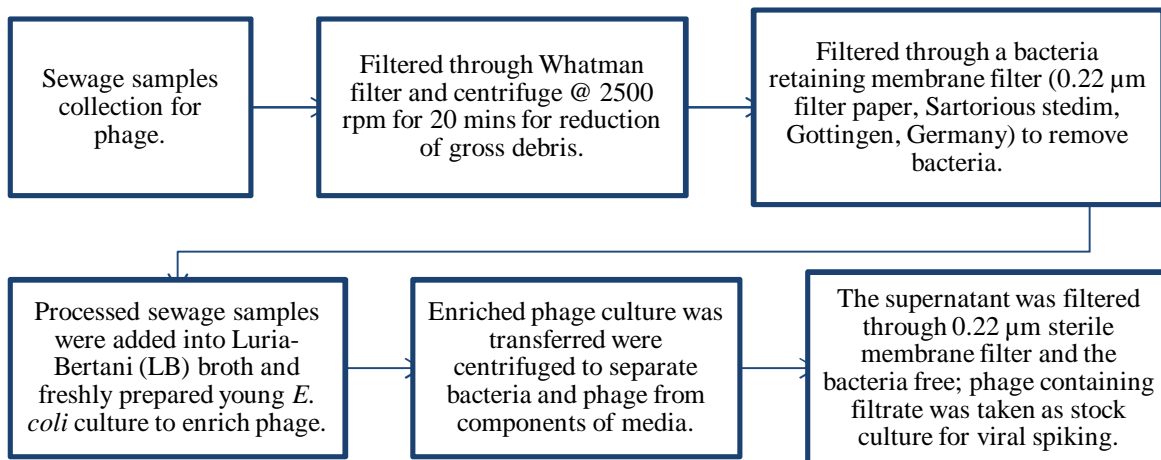 Sewage samples
collection for
phage.
Filtered through Whatman
filter and centrifuge @ 2500
rpm for 20 mins for reduction
of gross debris.
Filtered through a bacteria
retaining membrane filter (0.22 µm
filter paper, Sartorious stedim,
Gottingen, Germany) to remove
bacteria.
Processed sewage samples
were added into Luria-
Bertani (LB) broth and
freshly prepared young E.
coli culture to enrich phage.
Enriched phage culture was
transferred were
centrifuged to separate
bacteria and phage from
components of media.
The supernatant was filtered
through 0.22 µm sterile
membrane filter and the
bacteria free; phage containing
filtrate was taken as stock
culture for viral spiking.